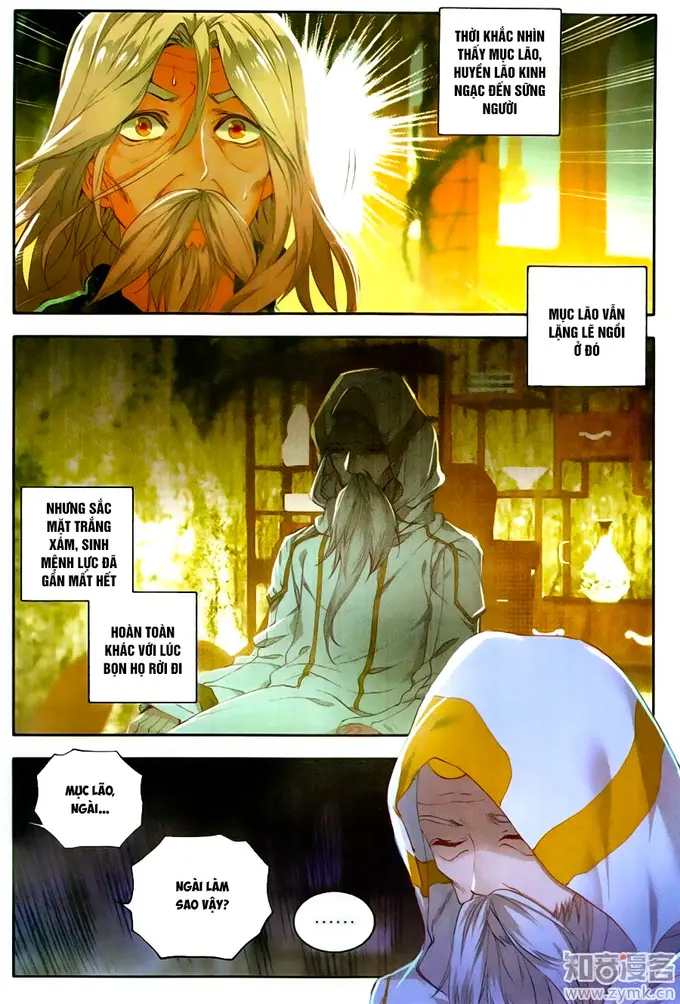 THỜI KHẮC NHÌN
THẤY MỤC LÃO,
HUYỀN LÃO KINH
NGẠC ĐẾN SỮNG
NGƯỜI
MỤC LÃO VẪN
LẶNG LẼ NGỒI
Ở ĐÓ
NHƯNG SẮC
MẶT TRẮNG
XÁM, SINH
MỆNH LỰC ĐÃ
GẦN MẤT HẾT
HOÀN TOÀN
KHÁC VỚI LÚC
BỌN HỌ RỜI ĐI
MỤC LÃO,
NGÀI...
NGÀI LÀM
SAO VẬY?
......
知音漫客
www.zymk.cn